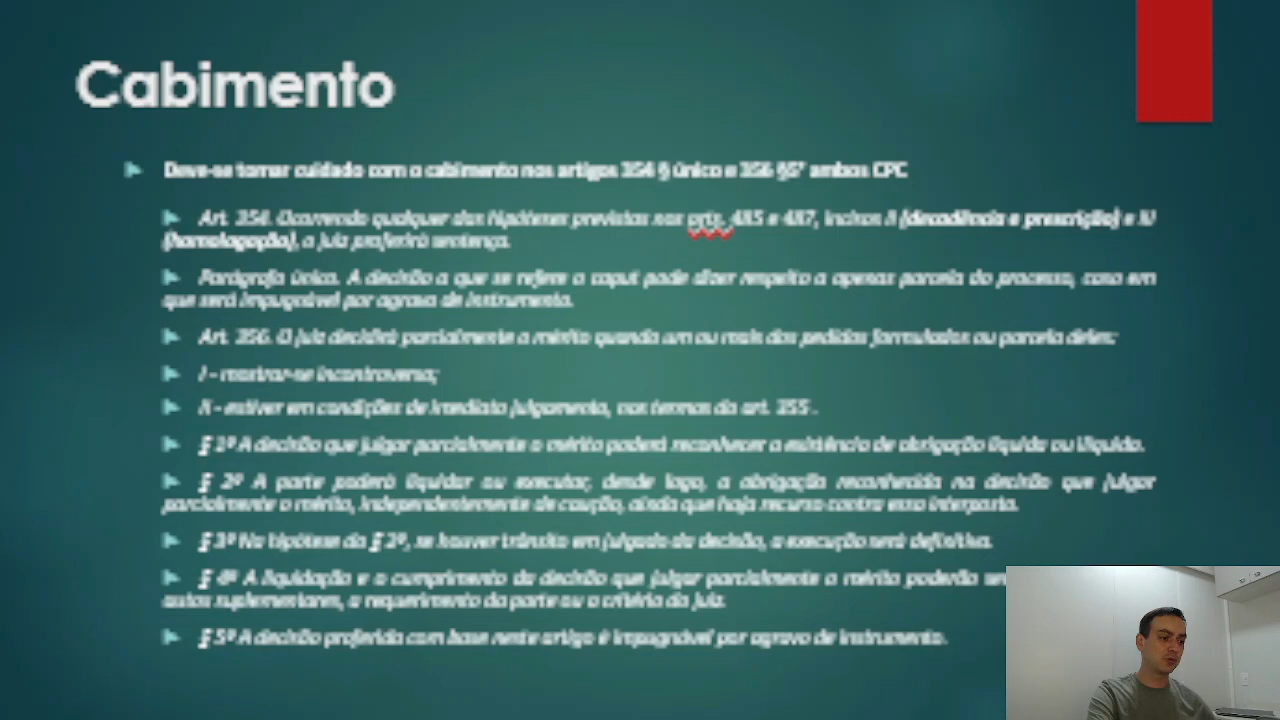 Cabimento
Deve-se tomar cuidado com o cabimento nos artigos 354 § único e 356 §5º ambos CPC
Art. 354. Ocorrendo qualquer das hipóteses previstas nos arts. 485 e 487, incisos II (decadência e prescrição) e III
(homologação), o juiz proferirá sentença.
Parágrafo único. A decisão a que se refere o caput pode dizer respeito a apenas parcela do processo, caso em
que será impugnável por agravo de instrumento.
Art. 356. O juiz decidirá parcialmente o mérito quando um ou mais dos pedidos formulados ou parcela deles:
I - mostrar-se incontroverso;
II - estiver em condições de imediato julgamento, nos termos do art. 355 .
§ 1º A decisão que julgar parcialmente o mérito poderá reconhecer a existência de obrigação líquida ou ilíquida.
§ 2º A parte poderá liquidar ou executar, desde logo, a obrigação reconhecida na decisão que julgar
parcialmente o mérito, independentemente de caução, ainda que haja recurso contra essa interposto.
§ 3º Na hipótese do § 2º, se houver trânsito em julgado da decisão, a execução será definitiva.
§ 4º A liquidação e o cumprimento da decisão que julgar parcialmente o mérito poderão
autos suplementares, a requerimento da parte ou a critério do juiz.
§ 5º A decisão proferida com base neste artigo é impugnável por agravo de instrumento.